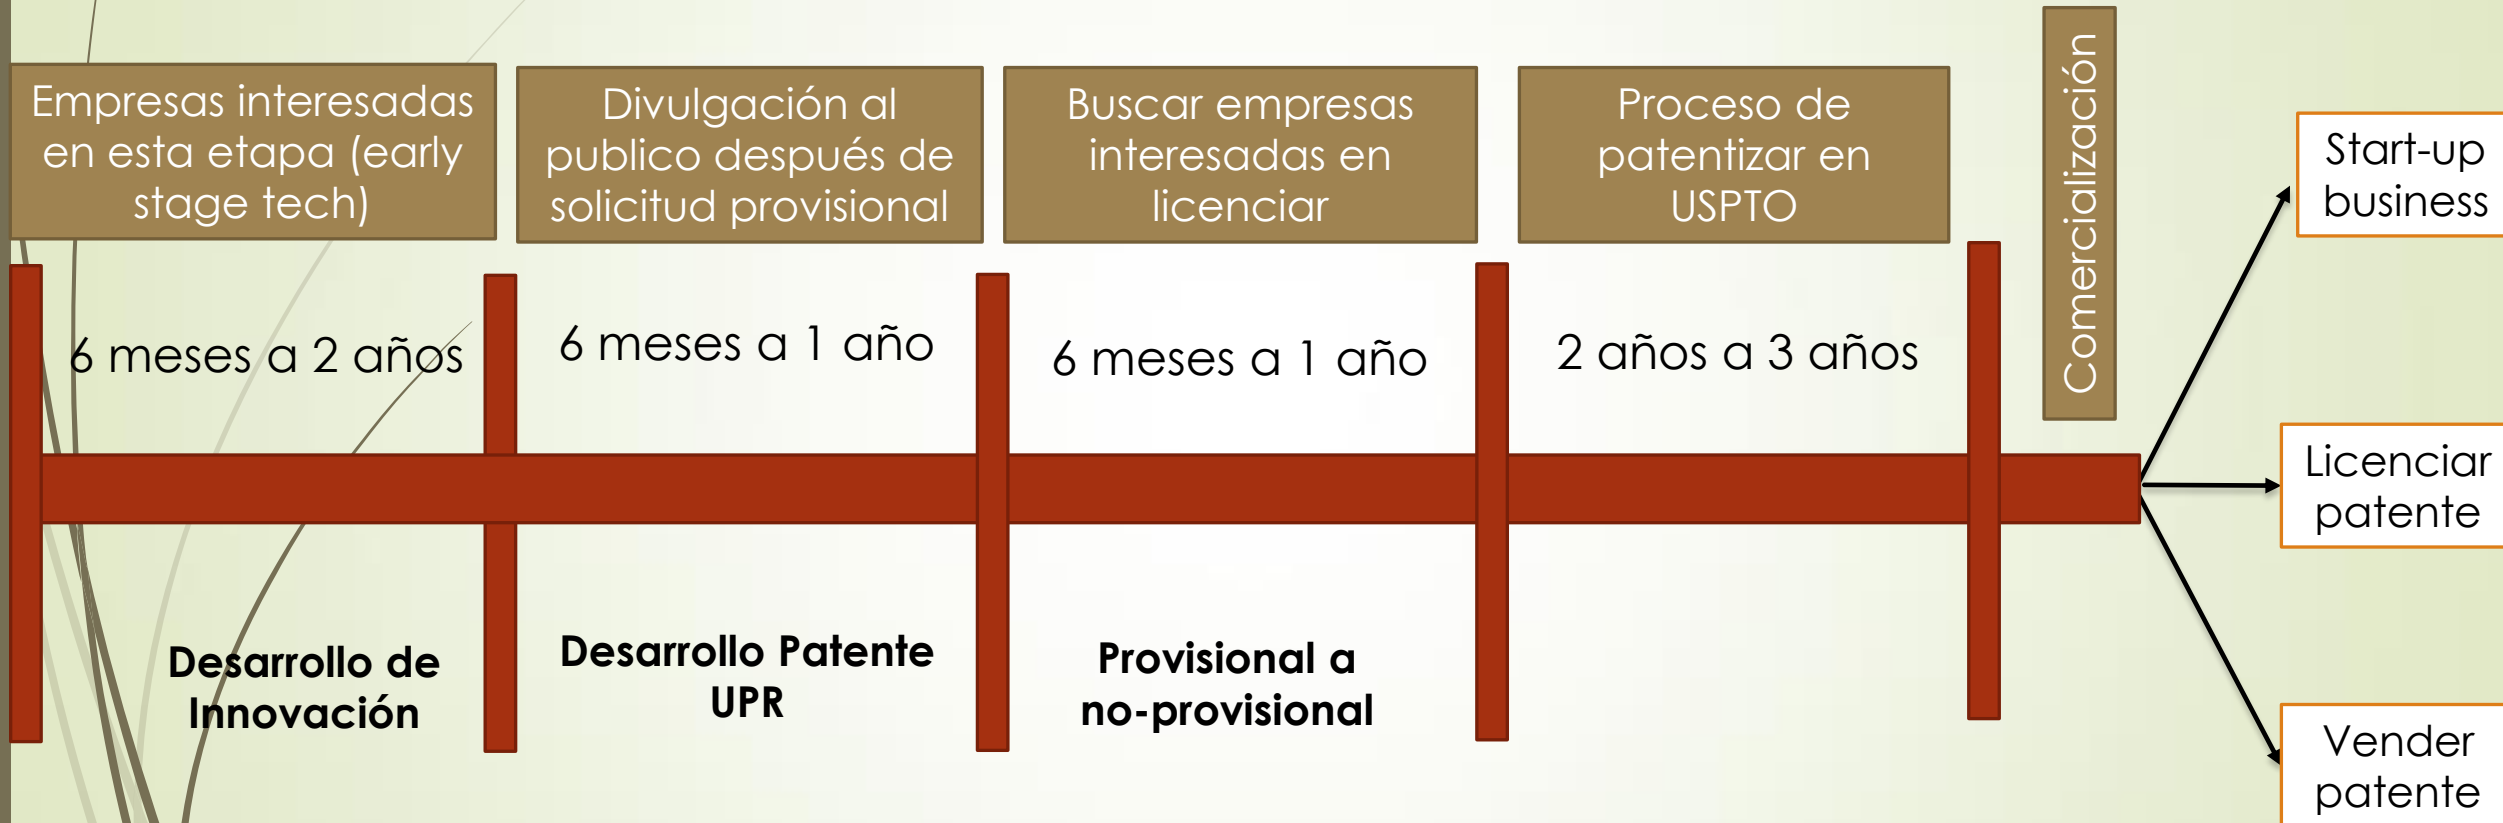 Empresas interesadas
en esta etapa (early
stage tech)
Divulgación al
publico después de
solicitud provisional
Buscar empresas
interesadas en
licenciar
Proceso de
patentizar en
USPTO
Comercialización
Start-up
business
6 meses a 2 años
6 meses a 1 año
6 meses a 1 año
2 años a 3 años
Licenciar
patente
Desarrollo de
Innovación
Desarrollo Patente
UPR
Provisional a
no-provisional
Vender
patente